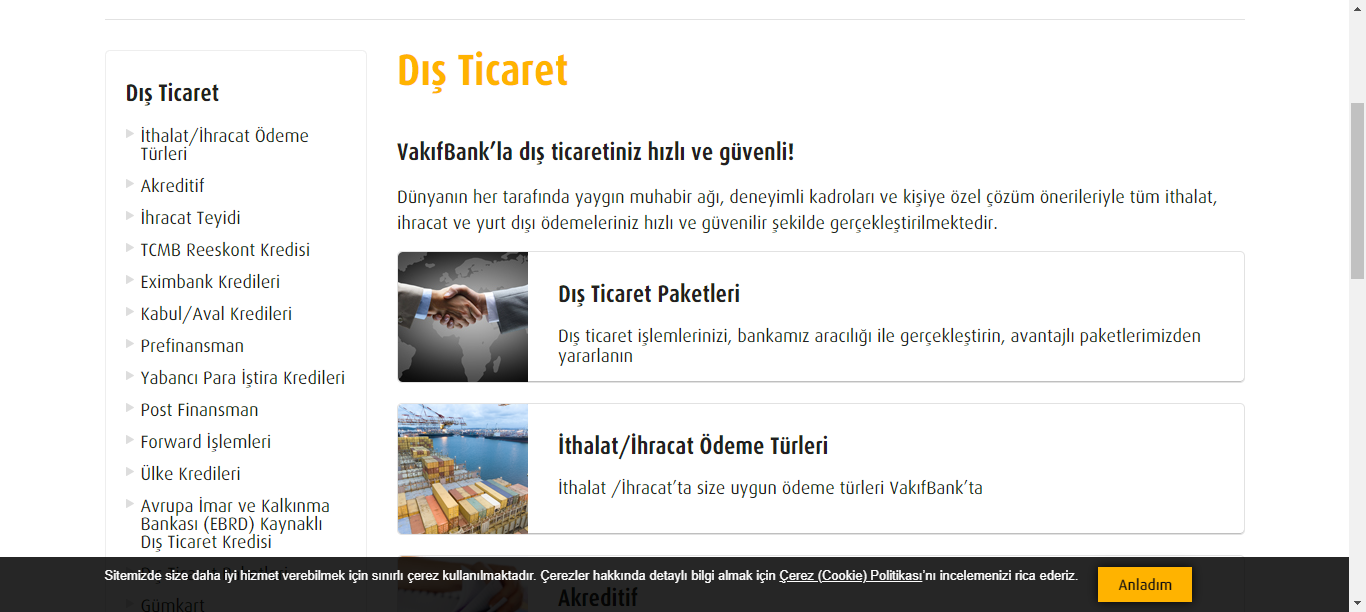 Dış Ticaret
İthalat/İhracat Ödeme
Türleri
Akreditif
İhracat Teyidi
TCMB Reeskont Kredisi
Eximbank Kredileri
Kabul/Aval Kredileri
Prefinansman
Yabancı Para İştira Kredileri
Post Finansman
Forward İşlemleri
Ülke Kredileri
Avrupa İmar ve Kalkınma
Bankası (EBRD) Kaynaklı
Dış Ticaret Kredisi
Dış Ticaret Paketleri
Gümkart
Dış Ticaret
VakıfBank’la dış ticaretiniz hızlı ve güvenli!
Dünyanın her tarafında yaygın muhabir ağı, deneyimli kadroları ve kişiye özel çözüm önerileriyle tüm ithalat,
ihracat ve yurt dışı ödemeleriniz hızlı ve güvenilir şekilde gerçekleştirilmektedir.
Dış Ticaret Paketleri
Dış ticaret işlemlerinizi, bankamız aracılığı ile gerçekleştirin, avantajlı paketlerimizden
yararlanın
İthalat/İhracat Ödeme Türleri
İthalat /İhracat’ta size uygun ödeme türleri VakıfBank’ta
Akreditif
Sitemizde size daha iyi hizmet verebilmek için sınırlı çerez kullanılmaktadır. Çerezler hakkında detaylı bilgi almak için Çerez (Cookie) Politikası'nı incelemenizi rica ederiz.
Anladım